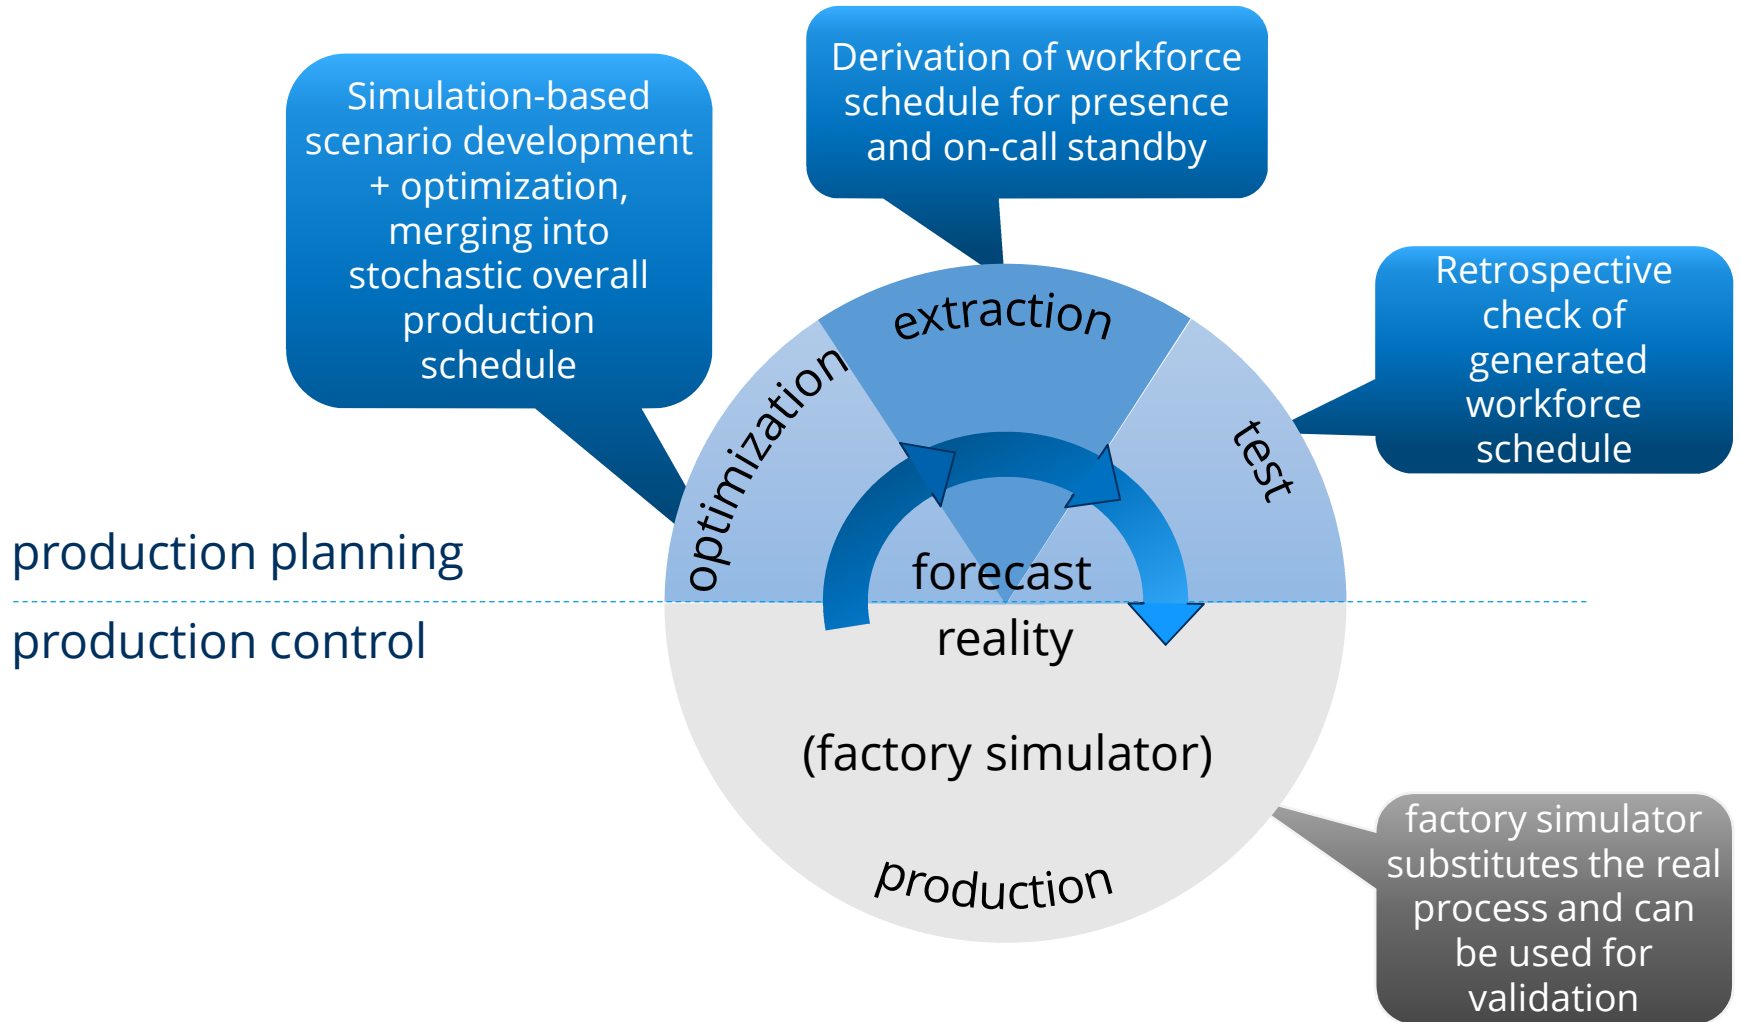 Simulation-based
scenario development
+ optimization,
merging into
stochastic overall
production
schedule
Derivation of workforce
schedule for presence
and on-call standby
Retrospective
check of
generated
workforce
schedule
optimization
extraction
test
production planning
forecast
production control
reality
(factory simulator)
production
factory simulator
substitutes the real
process and can
be used for
validation